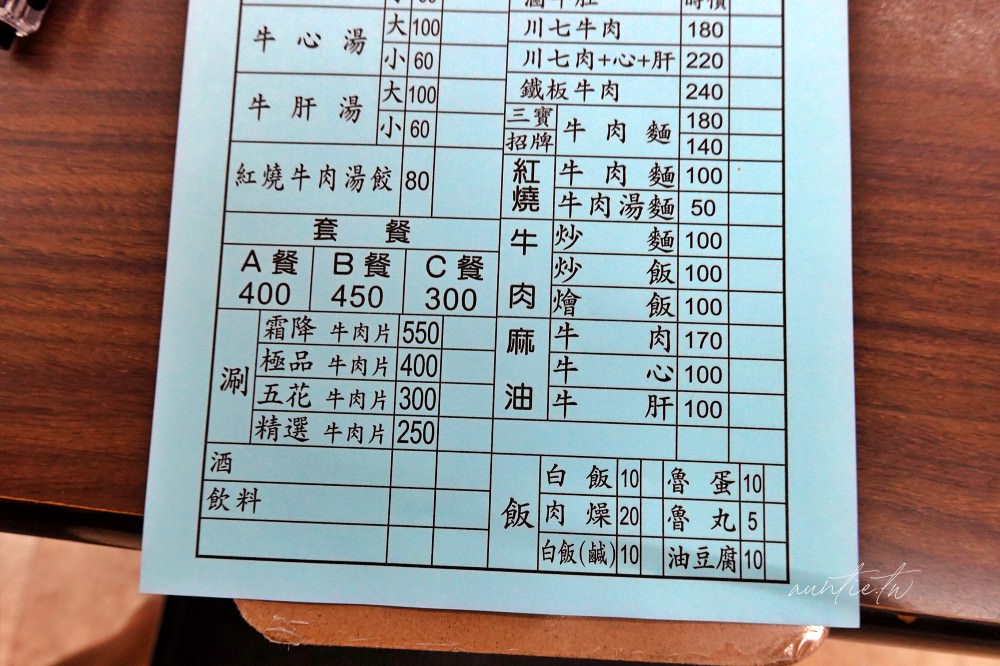 牛心湯 大 100
小 60
牛肝湯 大 100
小 60
紅燒牛肉湯餃 80
套餐
A餐 B餐 C餐
400 450 300
涮
霜降 牛肉片 550
極品 牛肉片 400
五花 牛肉片 300
精選 牛肉片 250
酒
飲料
時價
川七牛肉 180
川七肉+心+肝 220
鐵板牛肉 240
三寶 牛肉麵 180
招牌 140
紅燒
牛肉麵 100
牛肉湯麵 50
牛肉
炒麵 100
炒飯 100
燴飯 100
麻油
牛肉 170
牛心 100
牛肝 100
飯
白飯 10 魯蛋 10
肉燥 20 魯丸 5
白飯(鹹) 10 油豆腐 10
auntie.tw